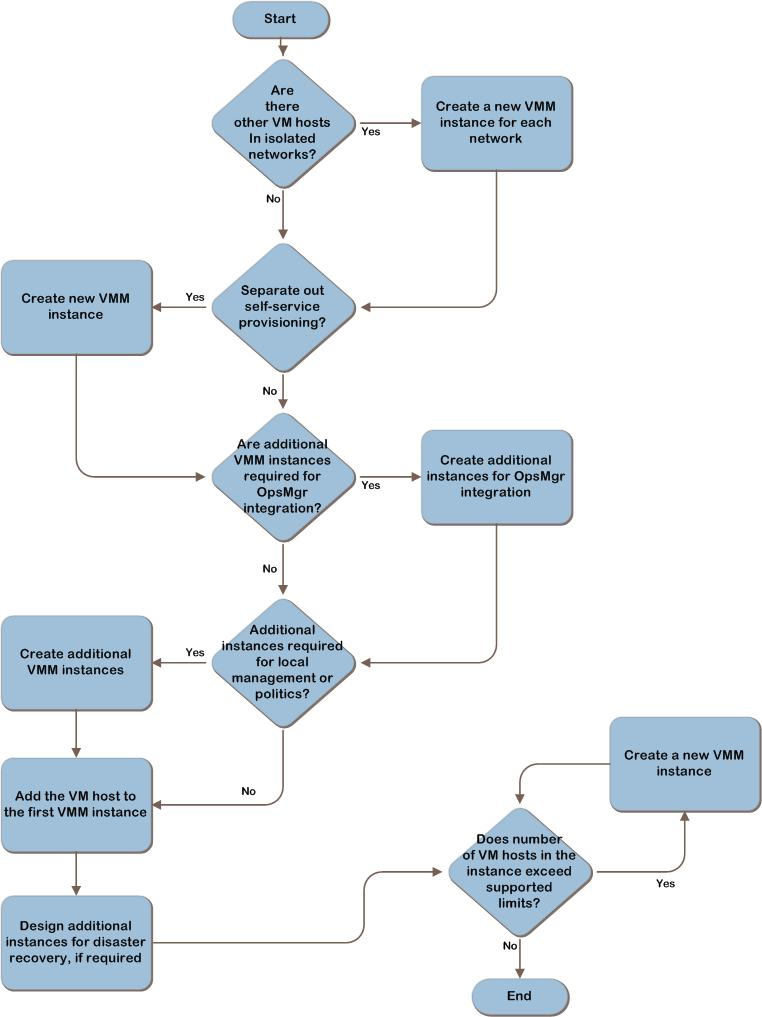 Start
Are
there
other VM hosts
In isolated
networks?
Yes
Create a new VMM
instance for each
network
No
Separate out
self-service
provisioning?
Yes
Create new VMM
instance
No
Are additional
VMM instances
required for
OpsMgr
integration?
Yes
Create additional
instances for OpsMgr
integration
No
Additional
instances required
for local
management or
politics?
Yes
Create additional
VMM instances
No
Add the VM host to
the first VMM instance
Design additional
instances for disaster
recovery, if required
Create a new VMM
instance
Does number
of VM hosts in the
instance exceed
supported
limits?
Yes
No
End